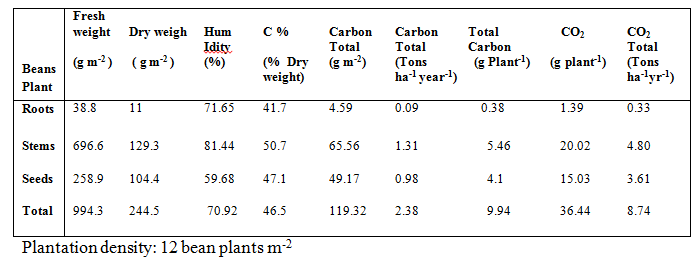 Beans Plant | Fresh weight (g m⁻²) | Dry weigh ( g m⁻²) | Hum Idity (%) | C % (% Dry weight) | Carbon Total (g m⁻²) | Carbon Total (Tons ha⁻¹ year⁻¹) | Total Carbon (g Plant⁻¹) | CO₂ (g plant⁻¹) | CO₂ Total (Tons ha⁻¹yr⁻¹)
Roots 38.8 11 71.65 41.7 4.59 0.09 0.38 1.39 0.33
Stems 696.6 129.3 81.44 50.7 65.56 1.31 5.46 20.02 4.80
Seeds 258.9 104.4 59.68 47.1 49.17 0.98 4.1 15.03 3.61
Total 994.3 244.5 70.92 46.5 119.32 2.38 9.94 36.44 8.74
Plantation density: 12 bean plants m⁻²